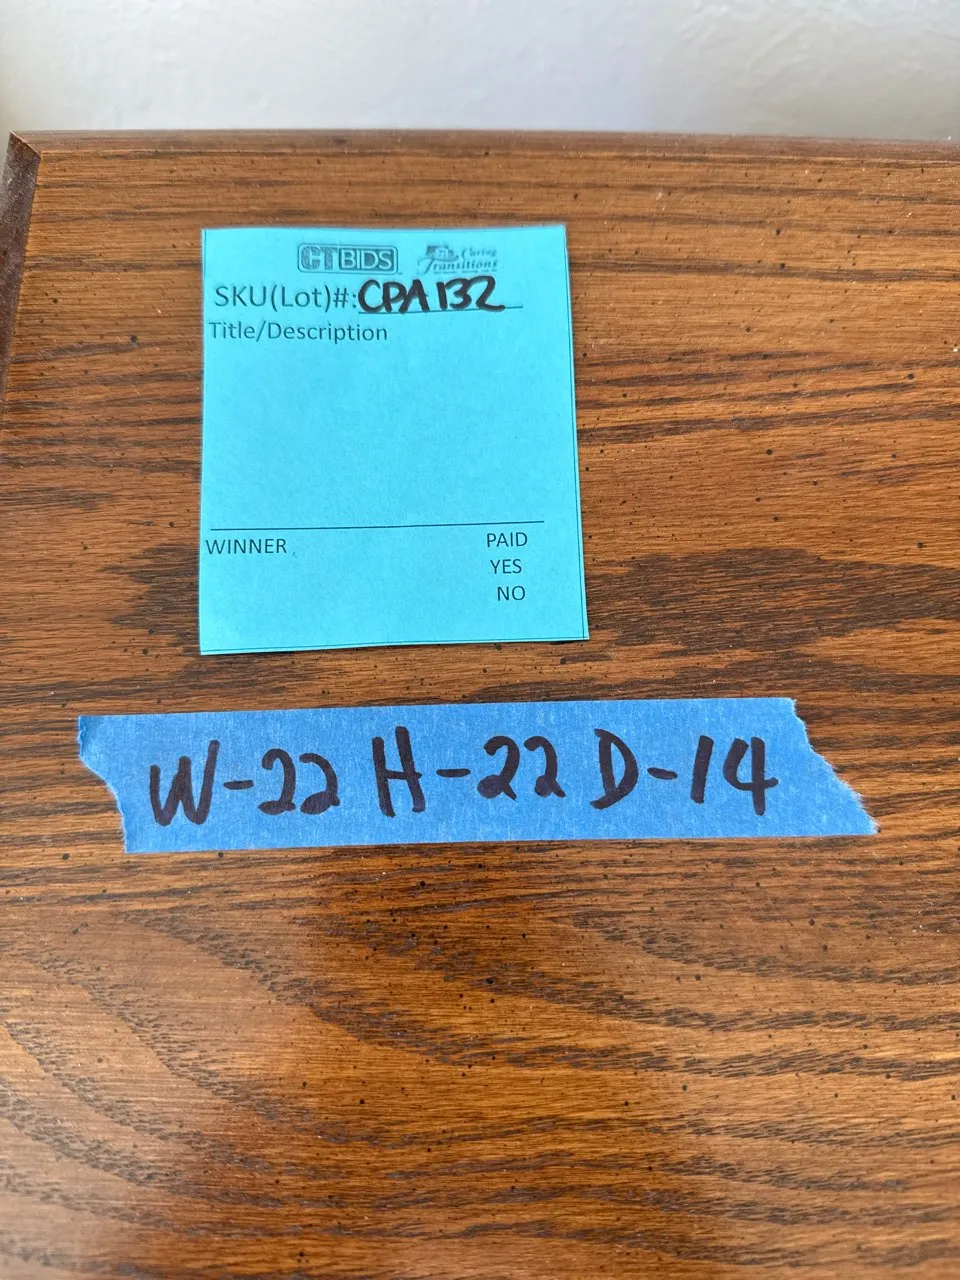 CTBIDS Caring Transitions
SKU(Lot)#: CPA132
Title/Description
WINNER PAID
YES
NO
W-22 H-22 D-14